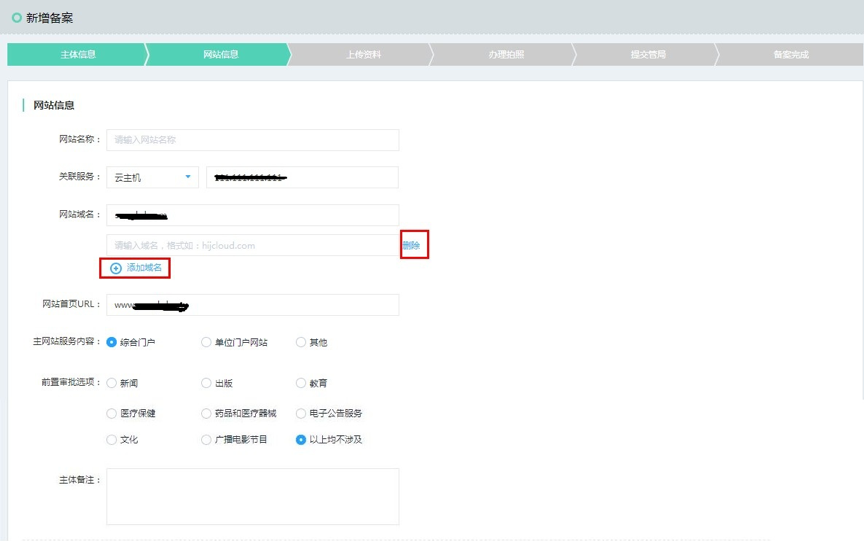 新增备案
主体信息 网站信息 上传资料 办理拍照 提交管局 备案完成
网站信息
网站名称： 请输入网站名称
关联服务： 云主机
网站域名：
请输入域名，格式如：hijcloud.com 删除
添加域名
网站首页URL： www.
主网站服务内容： 综合门户 单位门户网站 其他
前置审批选项： 新闻 出版 教育
医疗保健 药品和医疗器械 电子公告服务
文化 广播电影节目 以上均不涉及
主体备注：